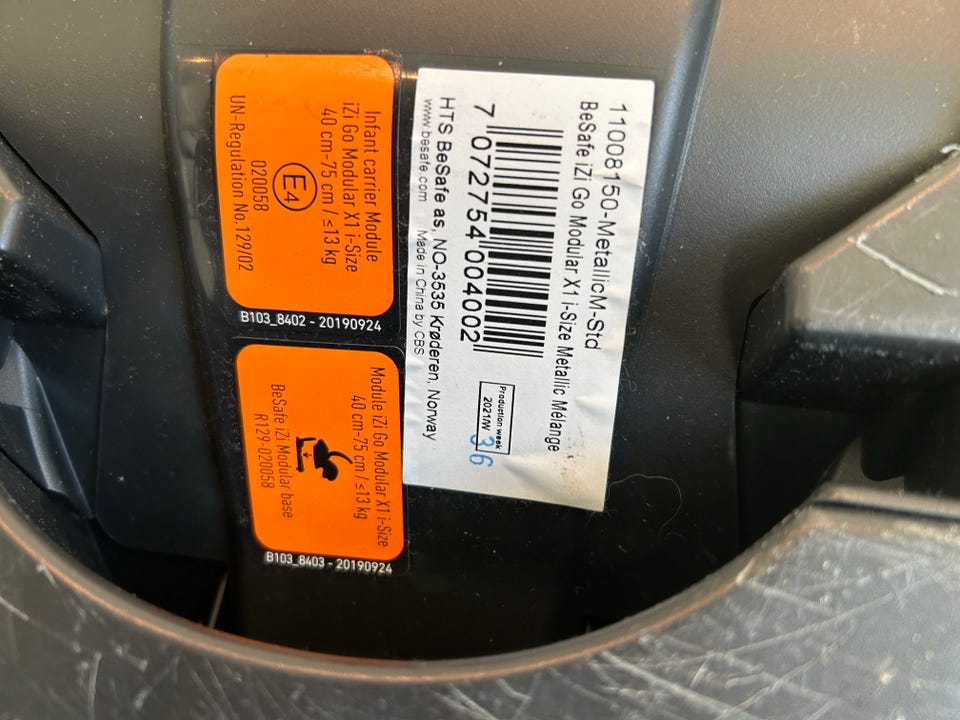 11008150-MetallicM-Std
BeSafe iZi Go Modular X1 i-Size Metallic Mélange
7 072754 004002
Production week
2021/W 36
HTS BeSafe as, NO-3535 Krøderen, Norway
www.besafe.com Made in China by CBS
Infant carrier Module
iZi Go Modular X1 i-Size
40 cm-75 cm / ≤13 kg
E4
020058
UN-Regulation No.129/02
B103_8402 - 20190924
Module iZi Go Modular X1 i-Size
40 cm-75 cm / ≤13 kg
BeSafe iZi Modular base
R129-020058
B103_8403 - 20190924